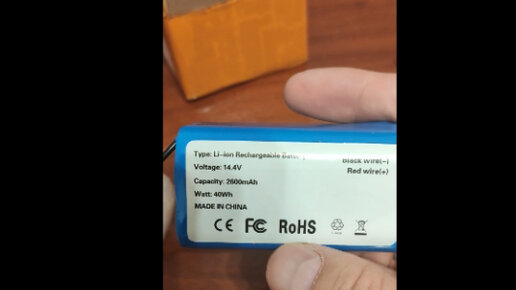 Type: Li-ion Rechargeable Battery
Black wire(-)
Voltage: 14.4V
Red wire(+)
Capacity: 2600mAh
Watt: 40Wh
MADE IN CHINA
CE FC RoHS